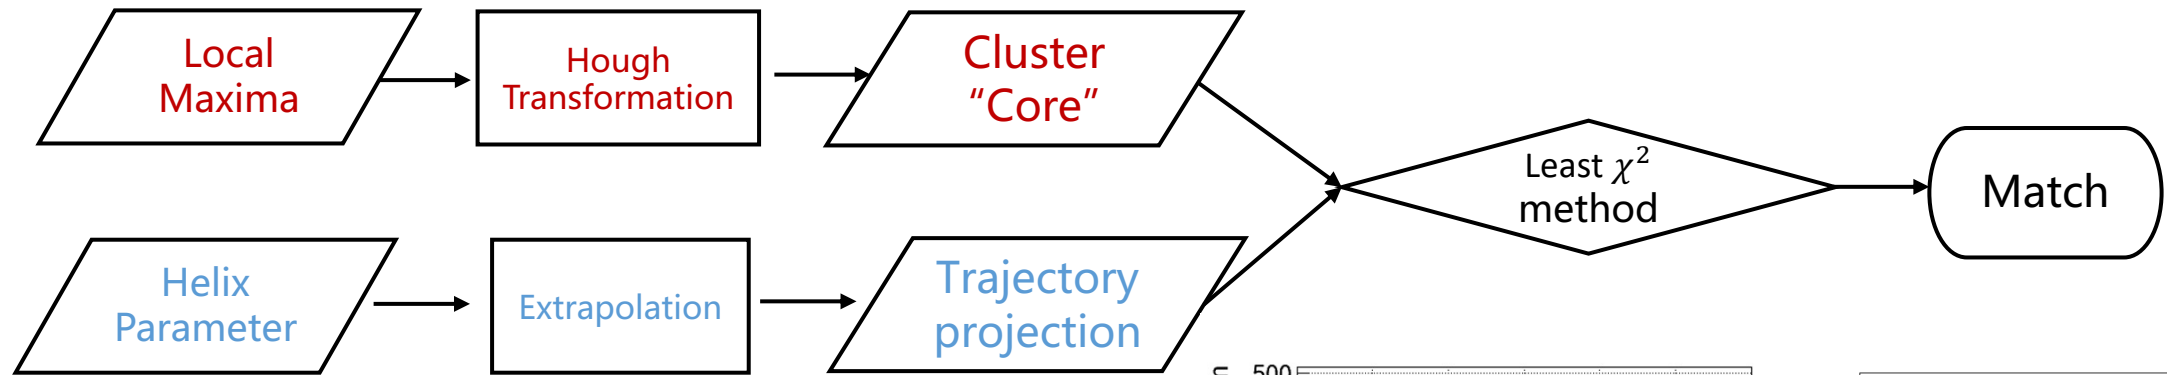 Local
Maxima
Hough
Transformation
Cluster
“Core”
Least χ²
method
Match
Helix
Parameter
Extrapolation
Trajectory
projection
500